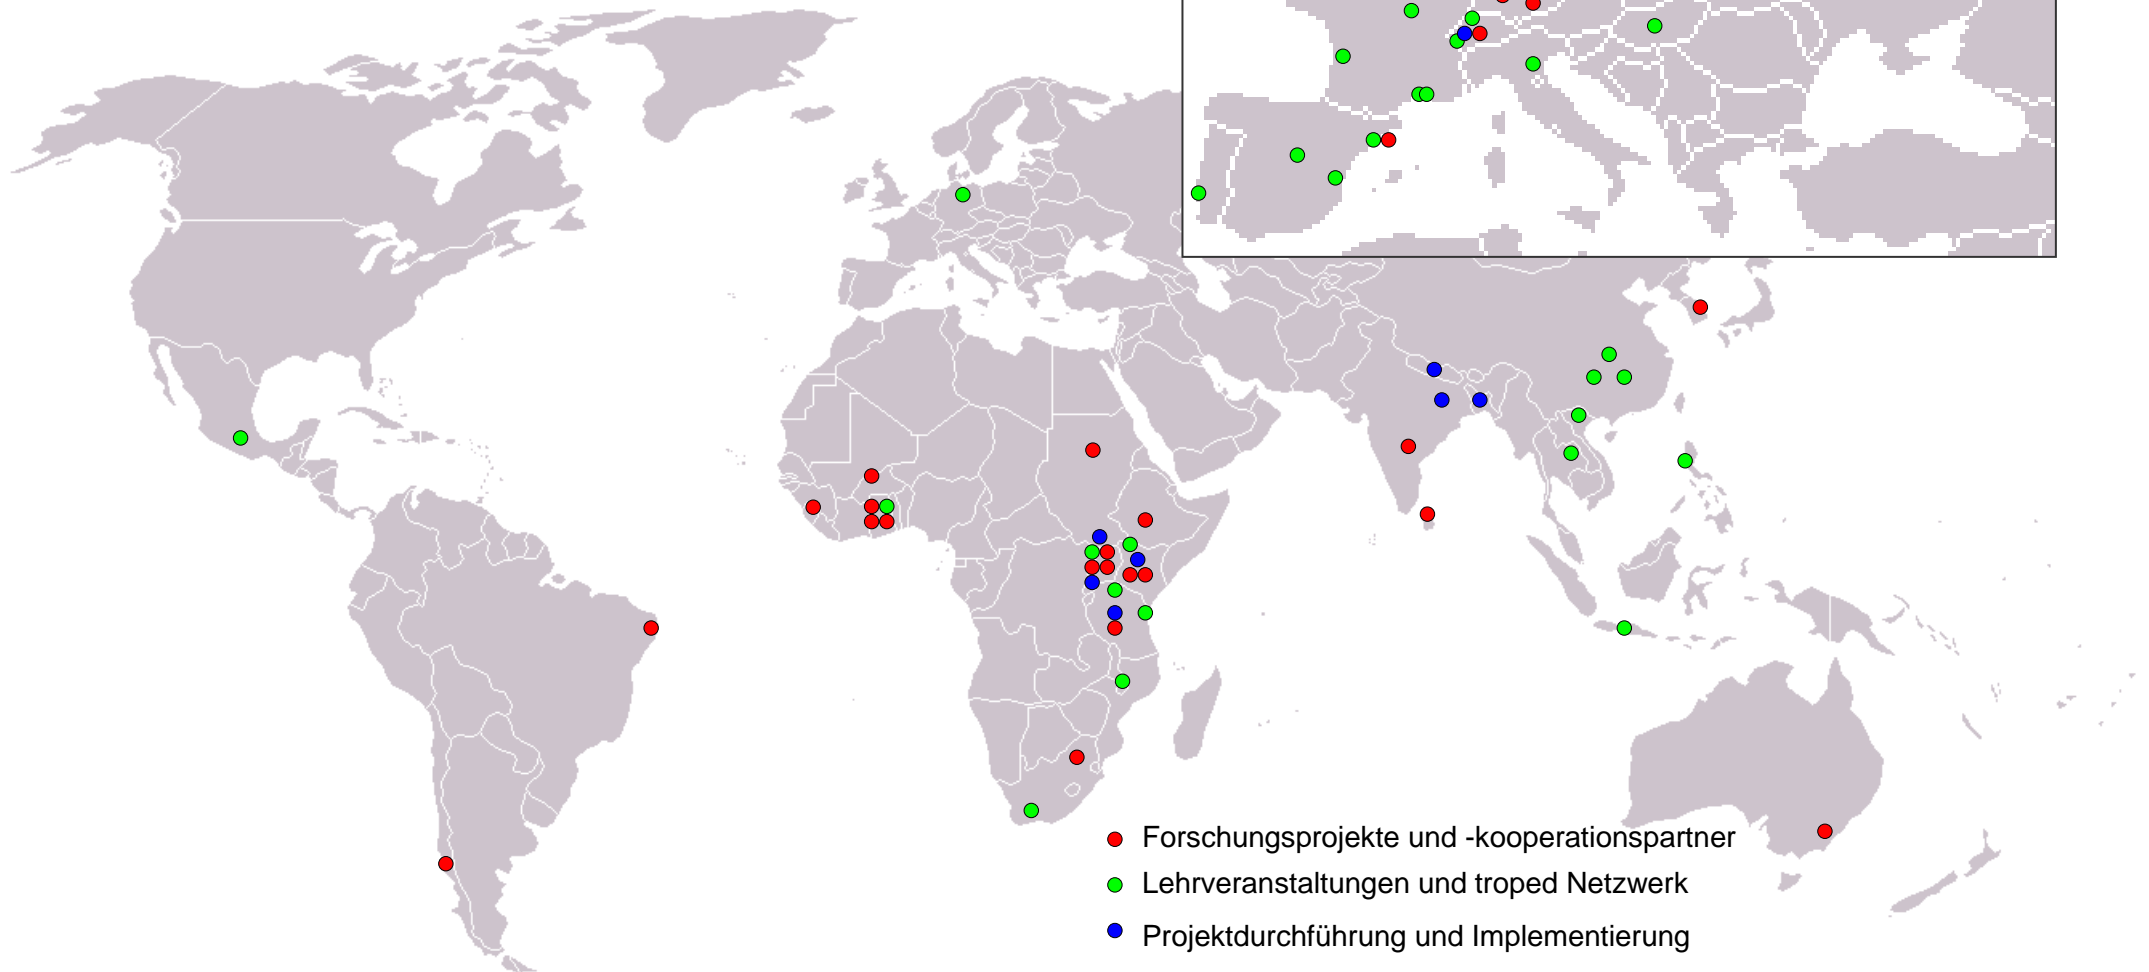 Forschungsprojekte und -kooperationspartner
Lehrveranstaltungen und troped Netzwerk
Projektdurchführung und Implementierung